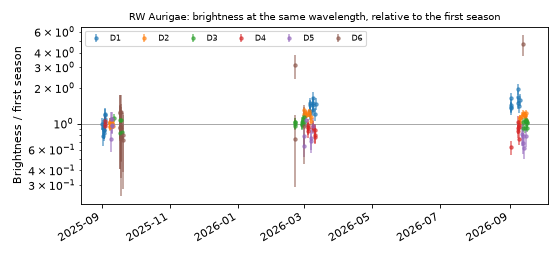 RW Aurigae: brightness at the same wavelength, relative to the first season
D1 D2 D3 D4 D5 D6
Brightness / first season
6 × 10⁰
4 × 10⁰
3 × 10⁰
2 × 10⁰
10⁰
6 × 10⁻¹
4 × 10⁻¹
3 × 10⁻¹
2025-09 2025-11 2026-01 2026-03 2026-05 2026-07 2026-09